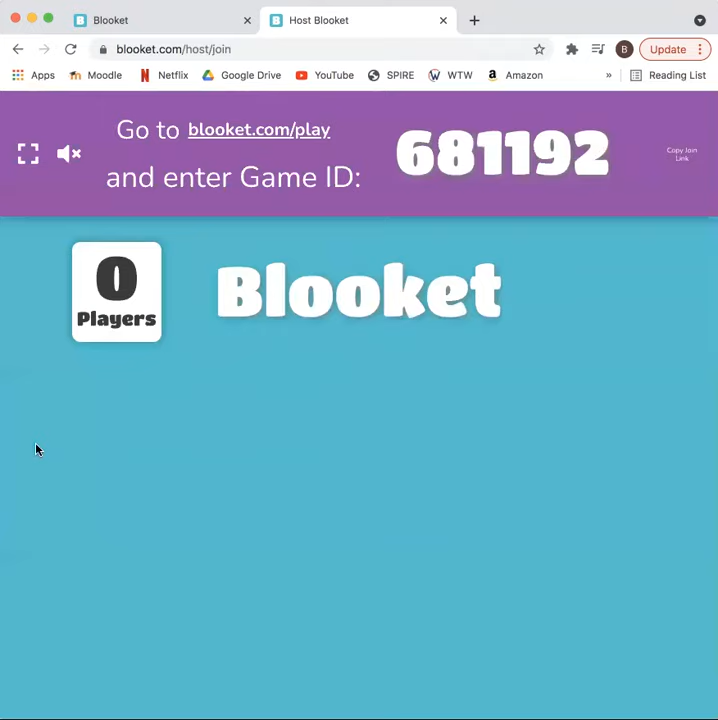 Blooket
Host Blooket
blooket.com/host/join
B
Update
Apps
Moodle
Netflix
Google Drive
YouTube
SPIRE
WTW
Amazon
»
Reading List
Go to blooket.com/play
and enter Game ID:
681192
Copy Join
Link
0
Players
Blooket